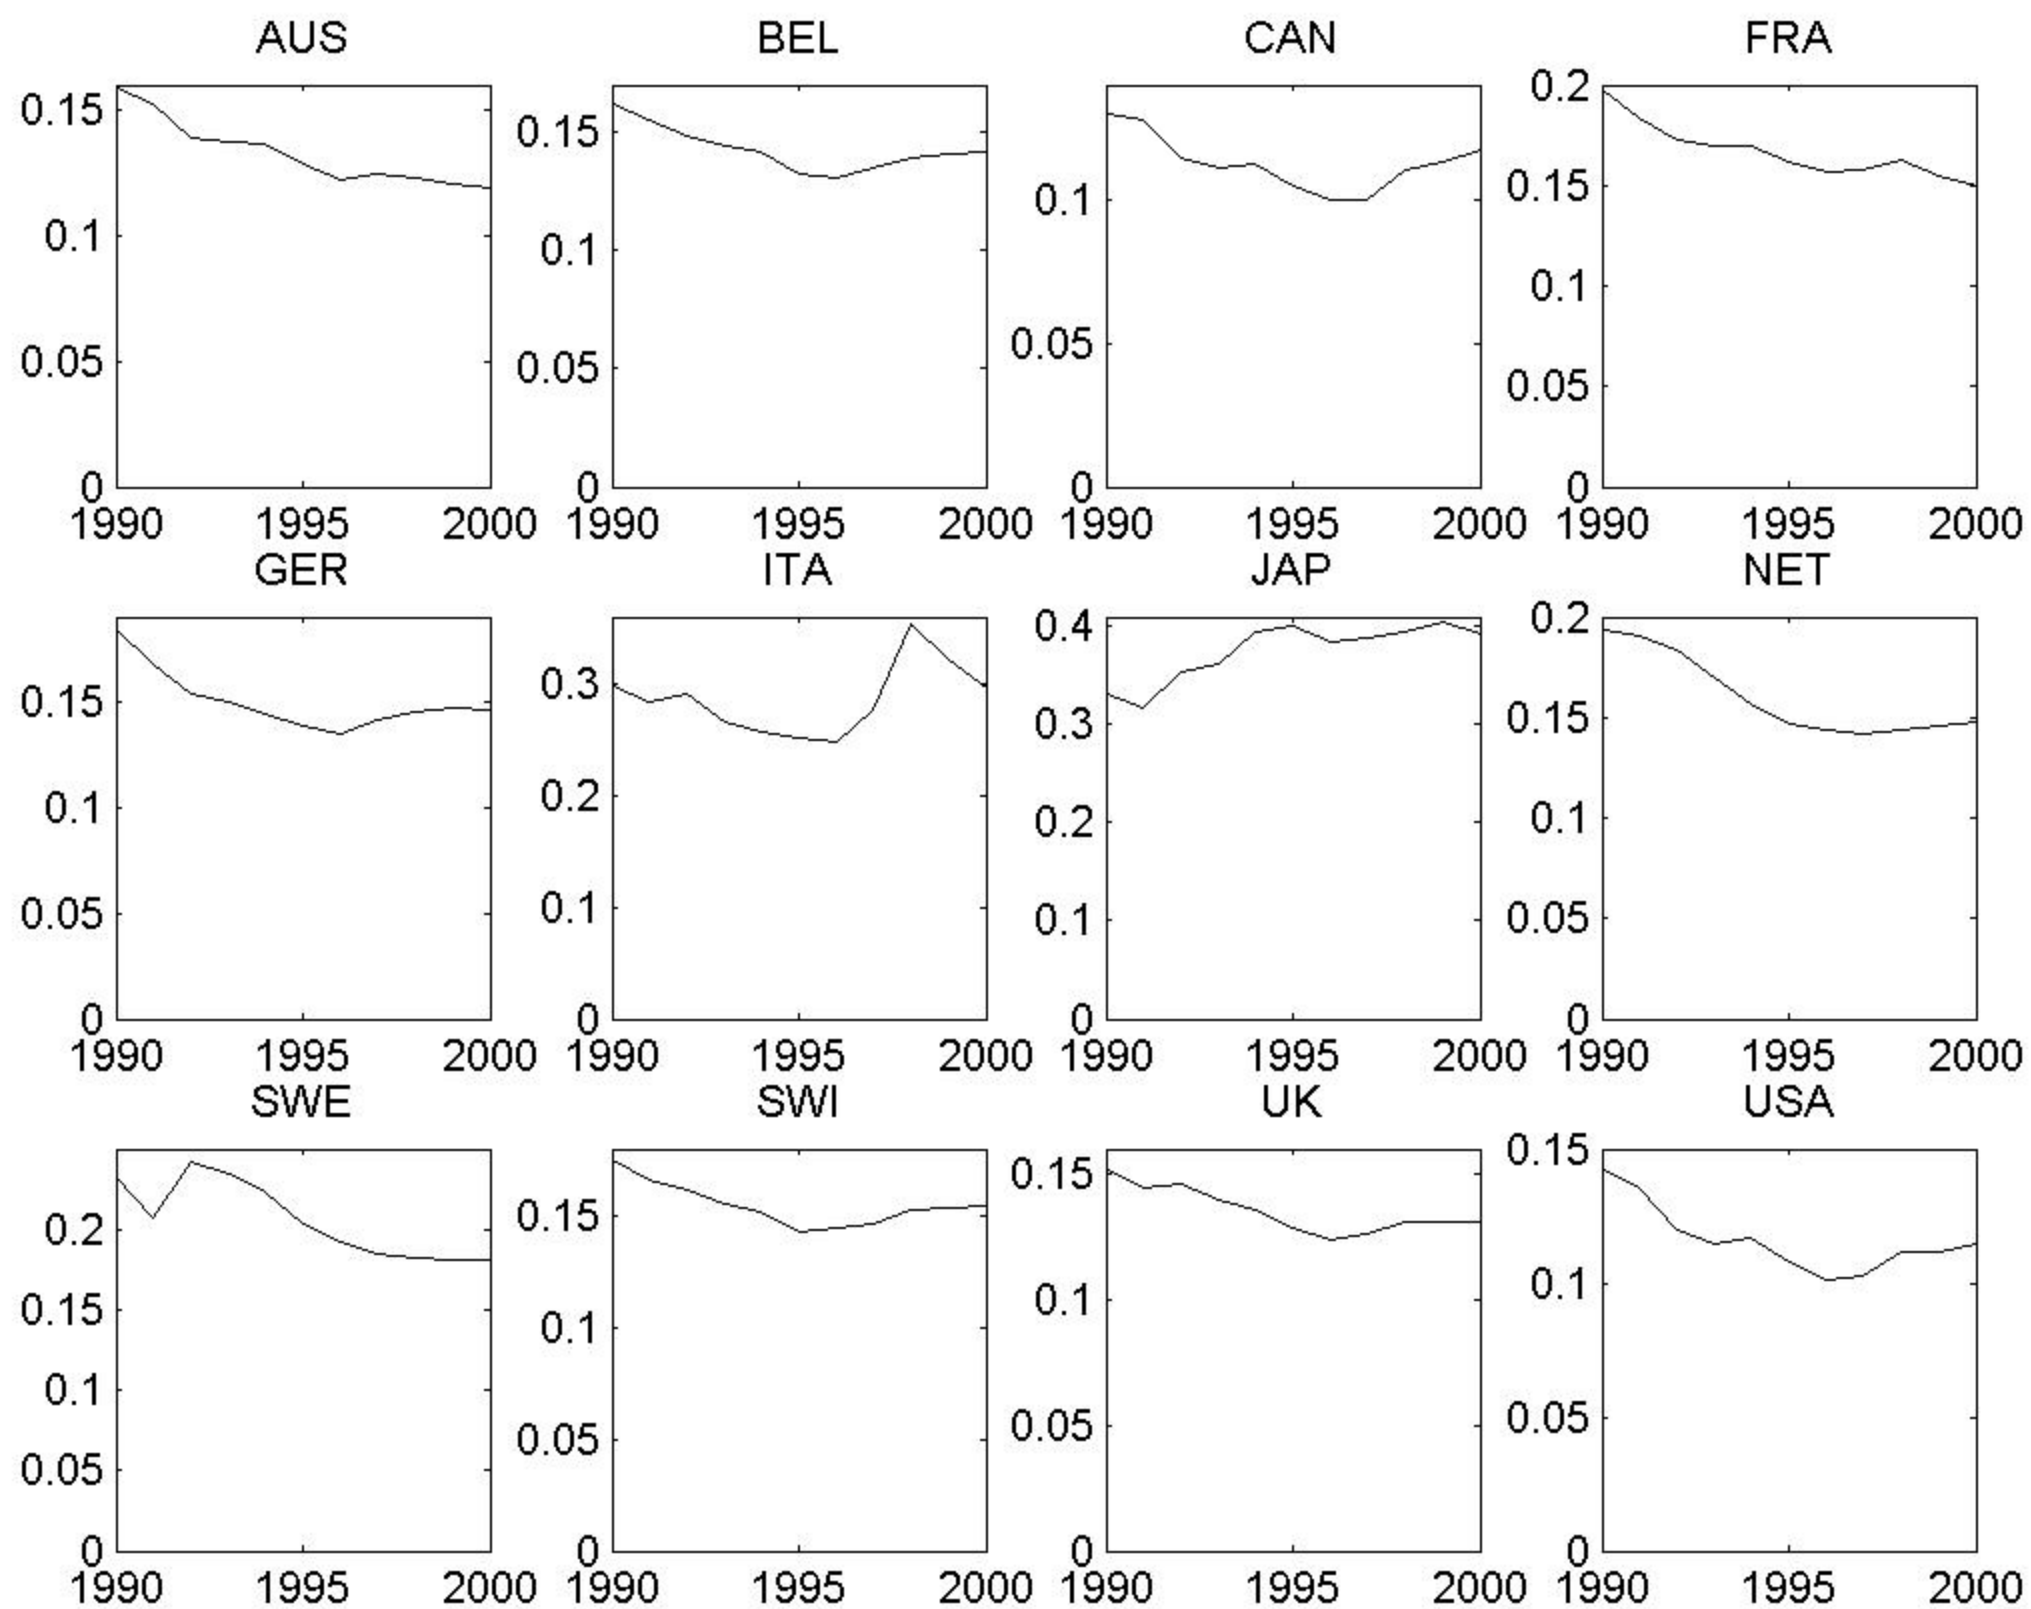 AUS BEL CAN FRA
0.2
0.15 0.15 0.15
0.1 0.1 0.1 0.1
0.05 0.05 0.05 0.05
0 0 0 0
1990 1995 2000 1990 1995 2000 1990 1995 2000 1990 1995 2000
GER ITA JAP NET
0.4 0.2
0.15 0.3 0.3 0.15
0.1 0.2 0.2 0.1
0.05 0.1 0.1 0.05
0 0 0 0
1990 1995 2000 1990 1995 2000 1990 1995 2000 1990 1995 2000
SWE SWI UK USA
0.15 0.15
0.2 0.15
0.15 0.1 0.1 0.1
0.1
0.05 0.05 0.05 0.05
0 0 0 0
1990 1995 2000 1990 1995 2000 1990 1995 2000 1990 1995 2000